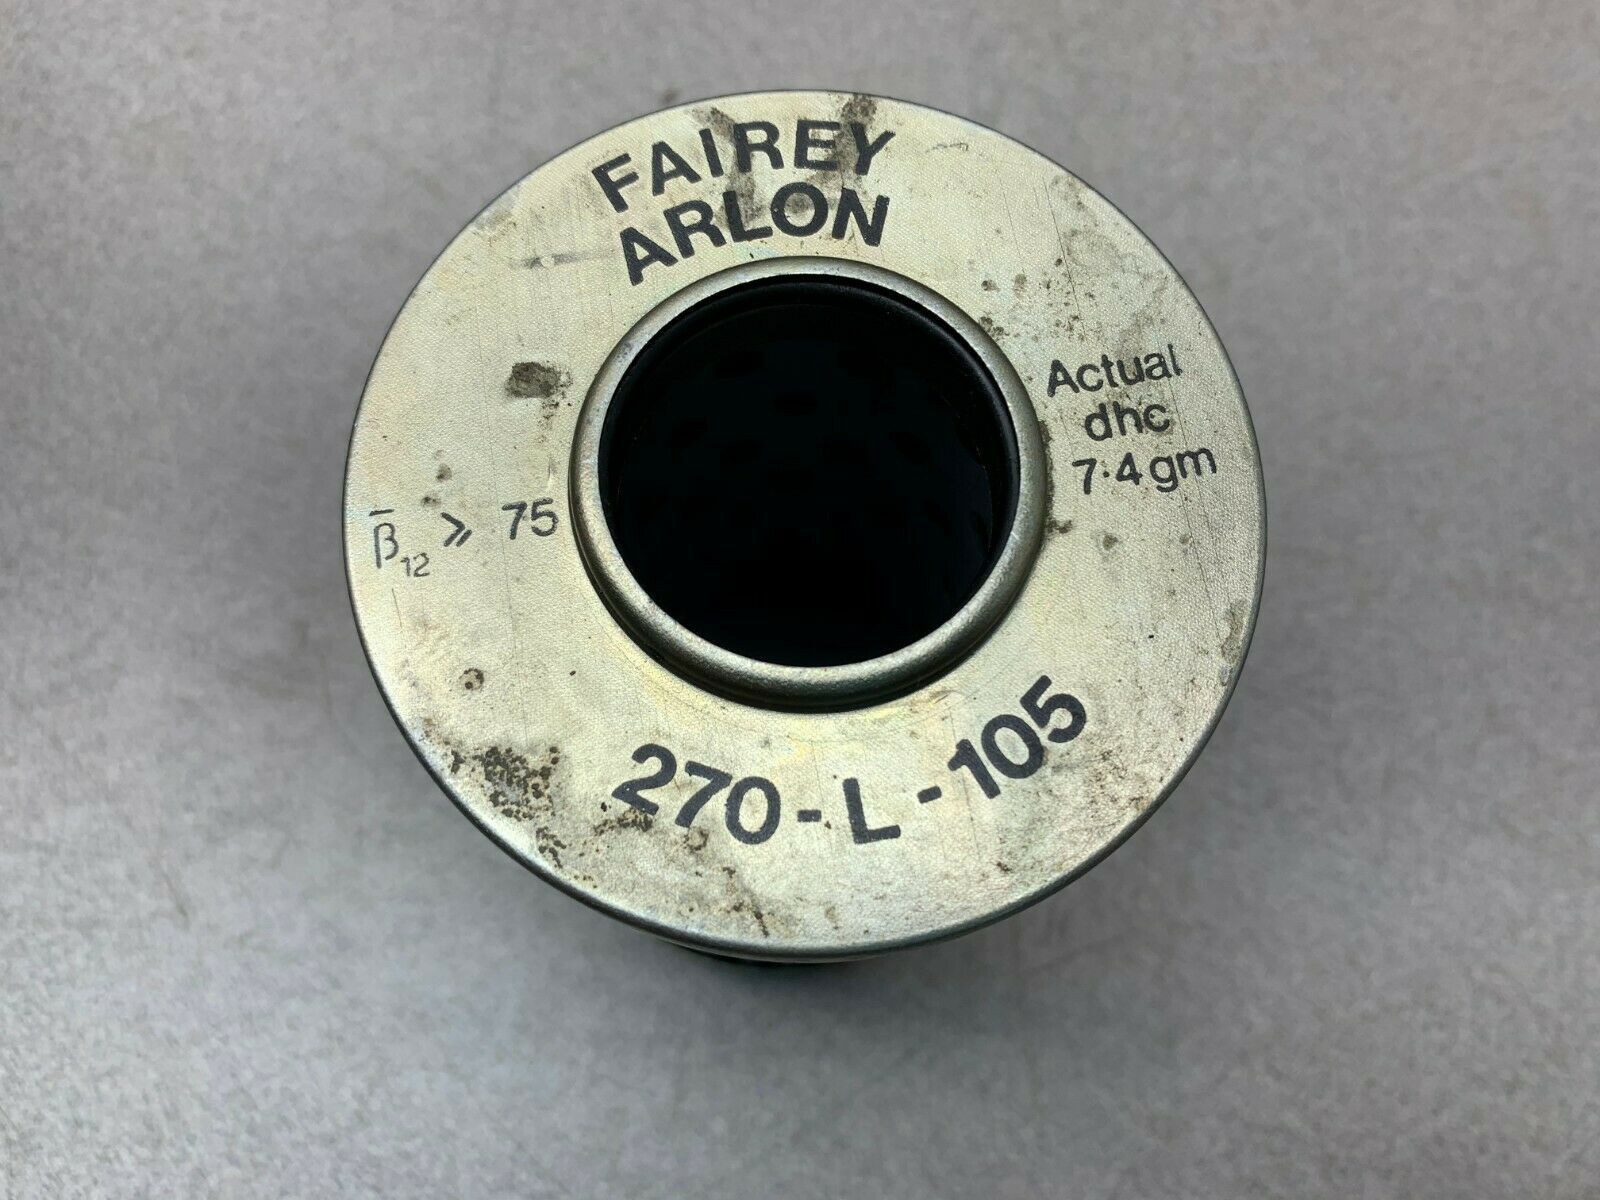 FAIREY
ARLON
Actual
dhc
7·4gm
β̄₁₂ ⩾ 75
270-L-105